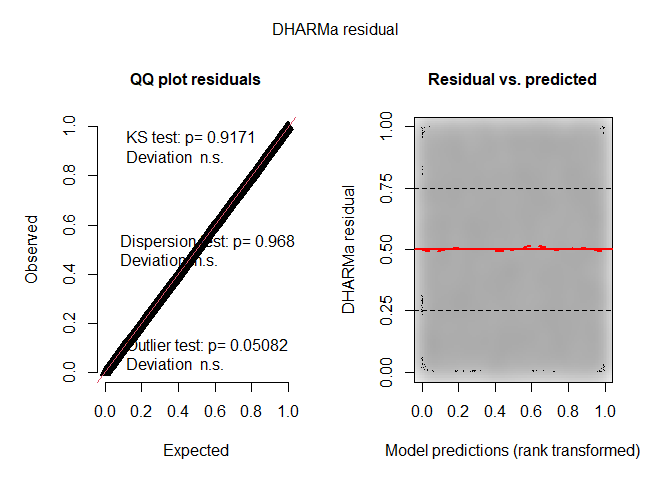 DHARMa residual
QQ plot residuals
KS test: p= 0.9171
Deviation n.s.
Dispersion test: p= 0.968
Deviation n.s.
Outlier test: p= 0.05082
Deviation n.s.
Observed
0.0 0.2 0.4 0.6 0.8 1.0
0.0 0.2 0.4 0.6 0.8 1.0
Expected
Residual vs. predicted
DHARMa residual
0.00 0.25 0.50 0.75 1.00
0.0 0.2 0.4 0.6 0.8 1.0
Model predictions (rank transformed)